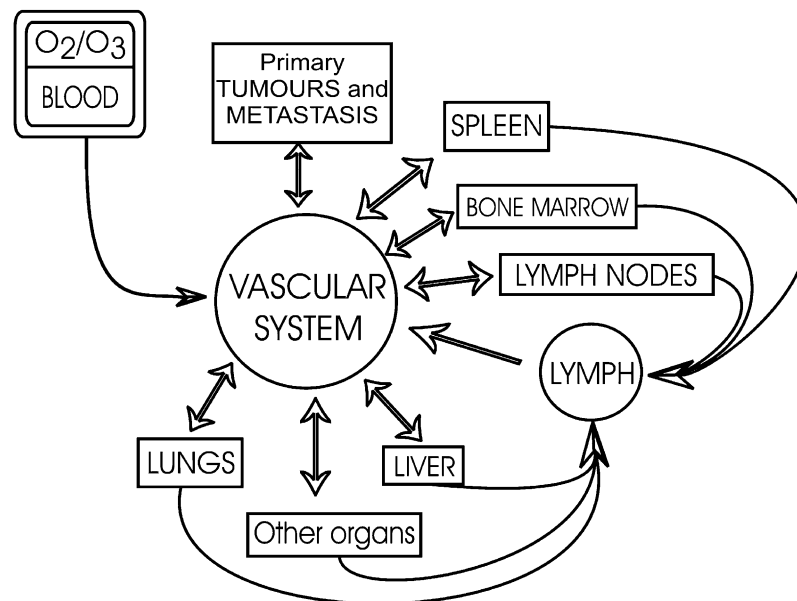 O2/O3
BLOOD
Primary
TUMOURS and
METASTASIS
SPLEEN
BONE MARROW
LYMPH NODES
VASCULAR
SYSTEM
LYMPH
LUNGS
LIVER
Other organs